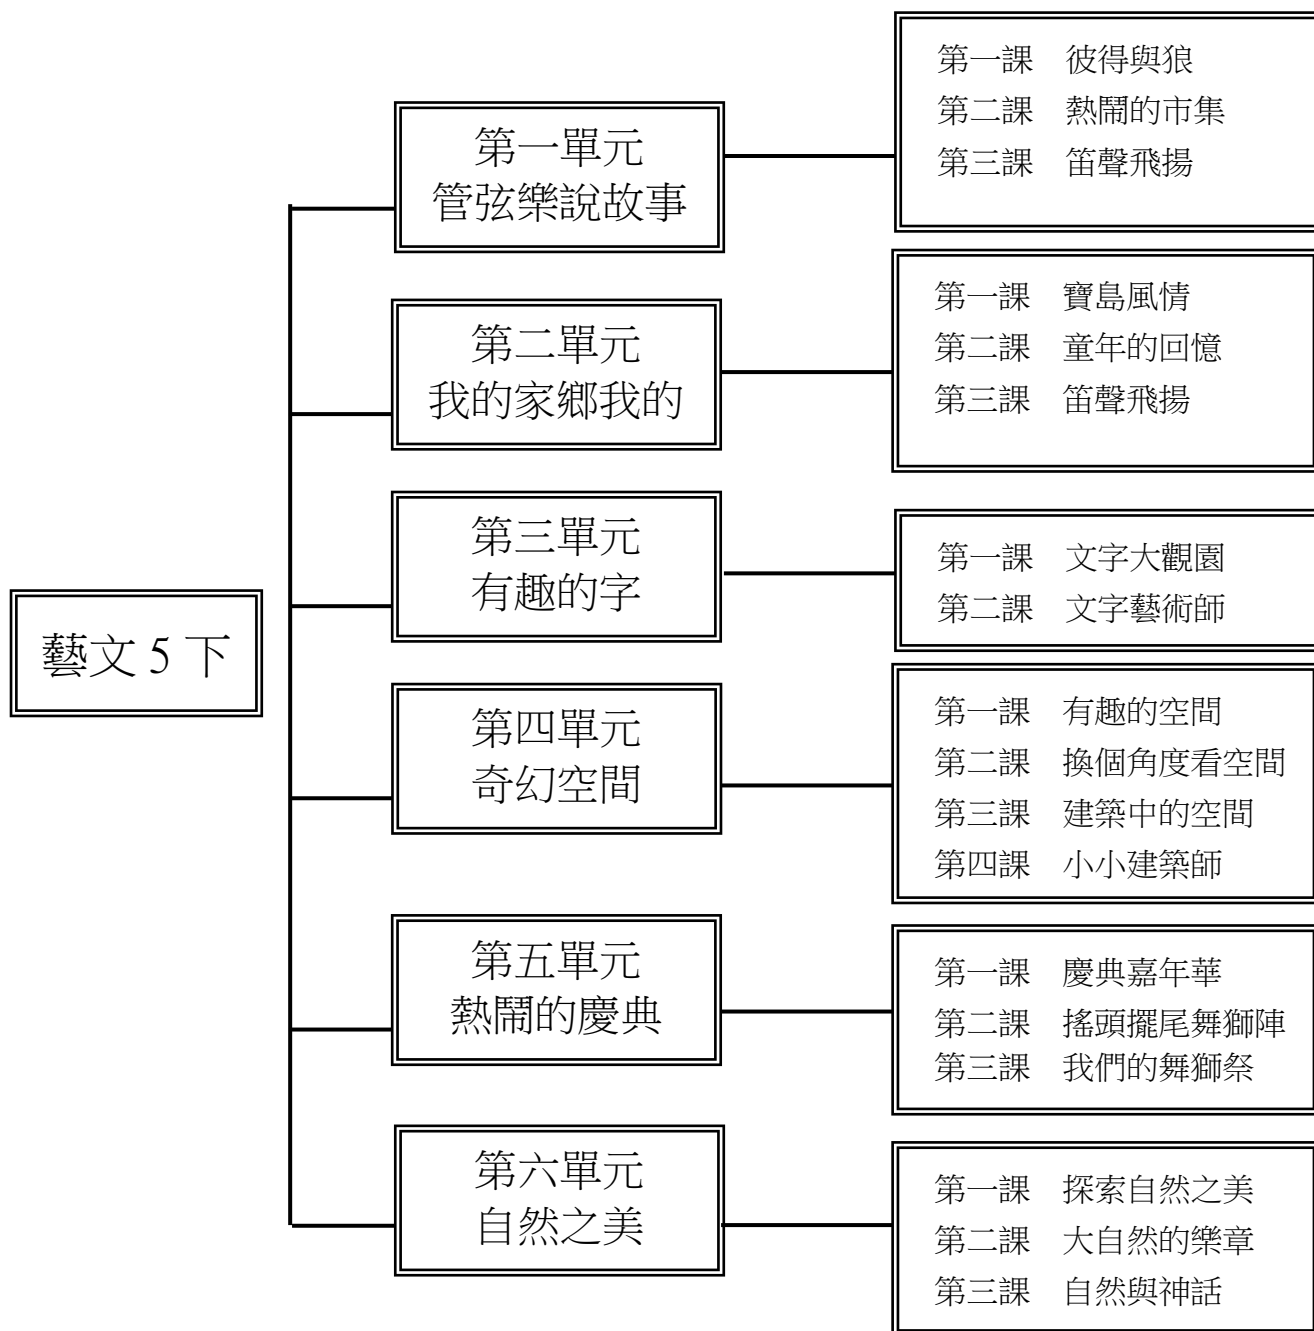 藝文 5 下
第一單元
管弦樂說故事
第一課　彼得與狼
第二課　熱鬧的市集
第三課　笛聲飛揚
第二單元
我的家鄉我的
第一課　寶島風情
第二課　童年的回憶
第三課　笛聲飛揚
第三單元
有趣的字
第一課　文字大觀園
第二課　文字藝術師
第四單元
奇幻空間
第一課　有趣的空間
第二課　換個角度看空間
第三課　建築中的空間
第四課　小小建築師
第五單元
熱鬧的慶典
第一課　慶典嘉年華
第二課　搖頭擺尾舞獅陣
第三課　我們的舞獅祭
第六單元
自然之美
第一課　探索自然之美
第二課　大自然的樂章
第三課　自然與神話